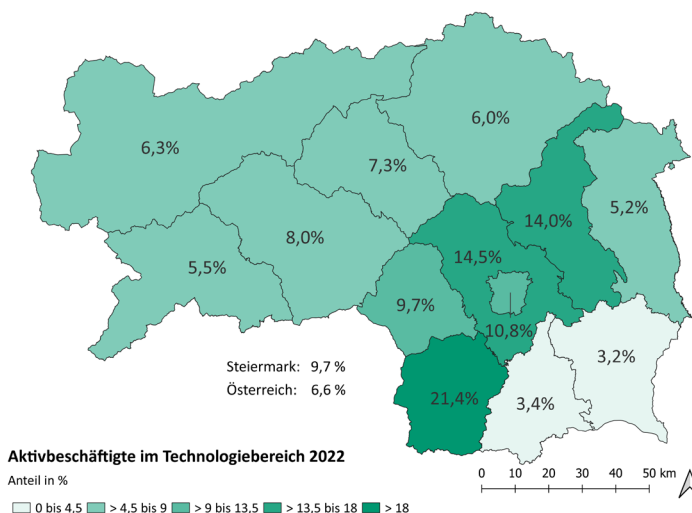 6,0%
6,3%
7,3%
5,2%
14,0%
8,0%
14,5%
5,5%
9,7%
10,8%
3,2%
Steiermark: 9,7 %
Österreich: 6,6 %
21,4%
3,4%
Aktivbeschäftigte im Technologiebereich 2022
Anteil in %
0 10 20 30 40 50 km
0 bis 4,5 > 4,5 bis 9 > 9 bis 13,5 > 13,5 bis 18 > 18